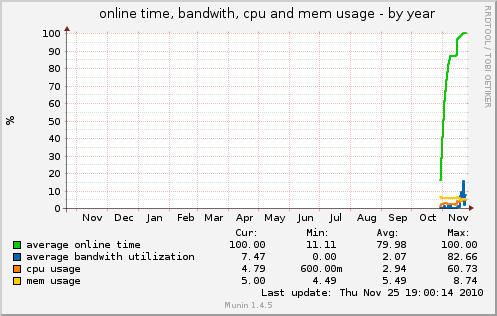 online time, bandwith, cpu and mem usage - by year
RRDTOOL / TOBI OETIKER
100
90
80
70
60
50
40
30
20
10
0
%
Nov Dec Jan Feb Mar Apr May Jun Jul Aug Sep Oct Nov
Cur: Min: Avg: Max:
average online time 100.00 11.11 79.98 100.00
average bandwith utilization 7.47 0.00 2.07 82.66
cpu usage 4.79 600.00m 2.94 60.73
mem usage 5.00 4.49 5.49 8.74
Last update: Thu Nov 25 19:00:14 2010
Munin 1.4.5